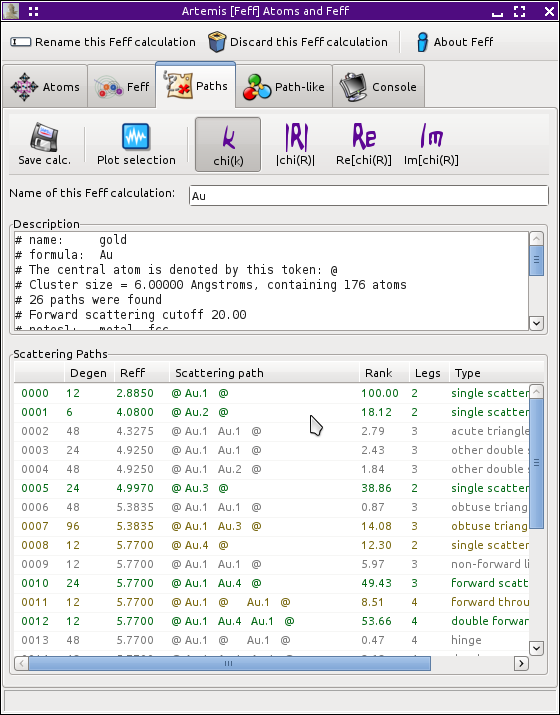 Artemis [Feff] Atoms and Feff
Rename this Feff calculation Discard this Feff calculation About Feff
Atoms Feff Paths Path-like Console
k |R| Re Im
Save calc. Plot selection chi(k) |chi(R)| Re[chi(R)] Im[chi(R)]
Name of this Feff calculation: Au
Description
# name: gold
# formula: Au
# The central atom is denoted by this token: @
# Cluster size = 6.00000 Angstroms, containing 176 atoms
# 26 paths were found
# Forward scattering cutoff 20.00
Scattering Paths
Degen Reff Scattering path Rank Legs Type
0000 12 2.8850 @ Au.1 @ 100.00 2 single scatter
0001 6 4.0800 @ Au.2 @ 18.12 2 single scatter
0002 48 4.3275 @ Au.1 Au.1 @ 2.79 3 acute triangle
0003 24 4.9250 @ Au.1 Au.1 @ 2.43 3 other double s
0004 48 4.9250 @ Au.1 Au.2 @ 1.84 3 other double s
0005 24 4.9970 @ Au.3 @ 38.86 2 single scatter
0006 48 5.3835 @ Au.1 Au.1 @ 0.87 3 obtuse triang
0007 96 5.3835 @ Au.1 Au.3 @ 14.08 3 obtuse triang
0008 12 5.7700 @ Au.4 @ 12.30 2 single scatter
0009 12 5.7700 @ Au.1 Au.1 @ 5.97 3 non-forward li
0010 24 5.7700 @ Au.1 Au.4 @ 49.43 3 forward scatt
0011 12 5.7700 @ Au.1 @ Au.1 @ 8.51 4 forward throu
0012 12 5.7700 @ Au.1 Au.4 Au.1 @ 53.66 4 double forwar
0013 48 5.7700 @ Au.1 @ Au.1 @ 0.47 4 hinge